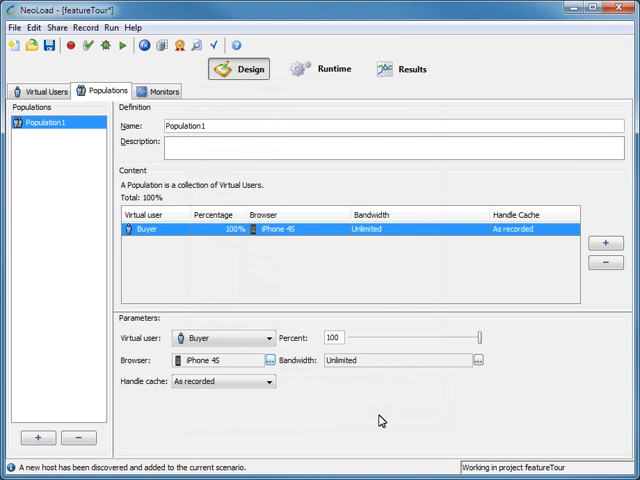 NeoLoad - [featureTour*]
File Edit Share Record Run Help
Design Runtime Results
Virtual Users Populations Monitors
Populations
Population1
Definition
Name: Population1
Description:
Content
A Population is a collection of Virtual Users.
Total: 100%
Virtual user Percentage Browser Bandwidth Handle Cache
Buyer 100% iPhone 4S Unlimited As recorded
Parameters:
Virtual user: Buyer Percent: 100
Browser: iPhone 4S ... Bandwidth: Unlimited ...
Handle cache: As recorded
A new host has been discovered and added to the current scenario. Working in project featureTour